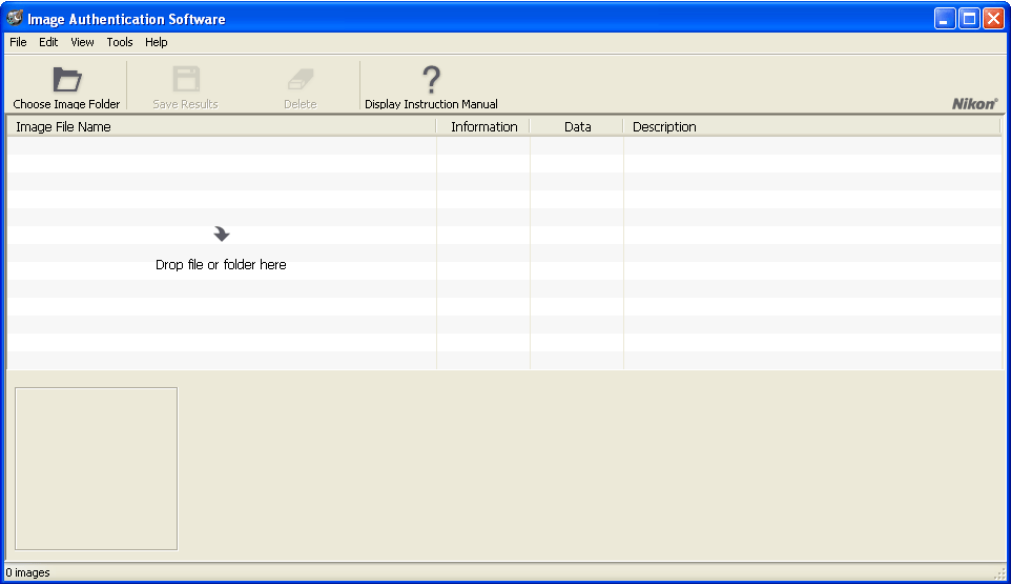 Image Authentication Software
File Edit View Tools Help
Choose Image Folder Save Results Delete Display Instruction Manual Nikon
Image File Name Information Data Description
Drop file or folder here
0 images